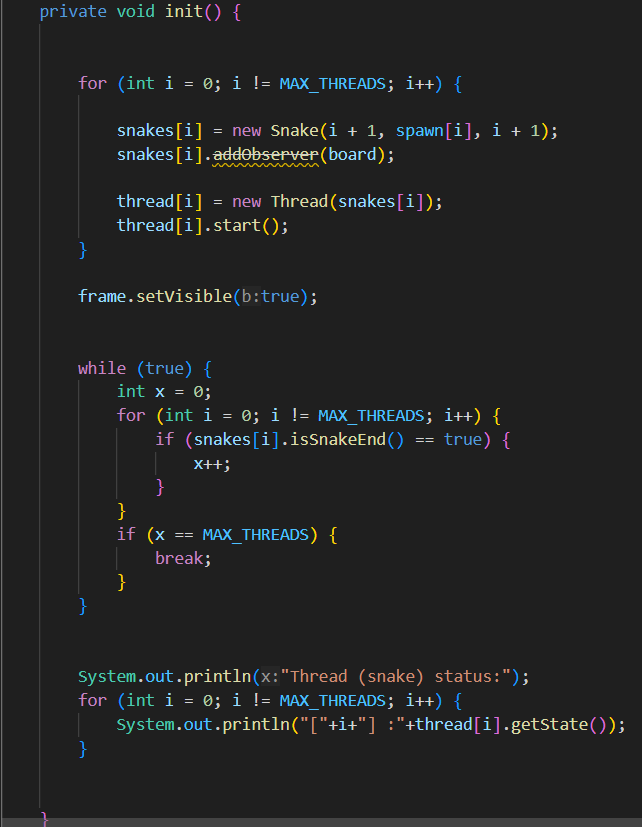 private void init() {
for (int i = 0; i != MAX_THREADS; i++) {
snakes[i] = new Snake(i + 1, spawn[i], i + 1);
snakes[i].addObserver(board);
thread[i] = new Thread(snakes[i]);
thread[i].start();
}
frame.setVisible(b:true);
while (true) {
int x = 0;
for (int i = 0; i != MAX_THREADS; i++) {
if (snakes[i].isSnakeEnd() == true) {
x++;
}
}
if (x == MAX_THREADS) {
break;
}
}
System.out.println(x:"Thread (snake) status:");
for (int i = 0; i != MAX_THREADS; i++) {
System.out.println("["+i+"] :"+thread[i].getState());
}
}